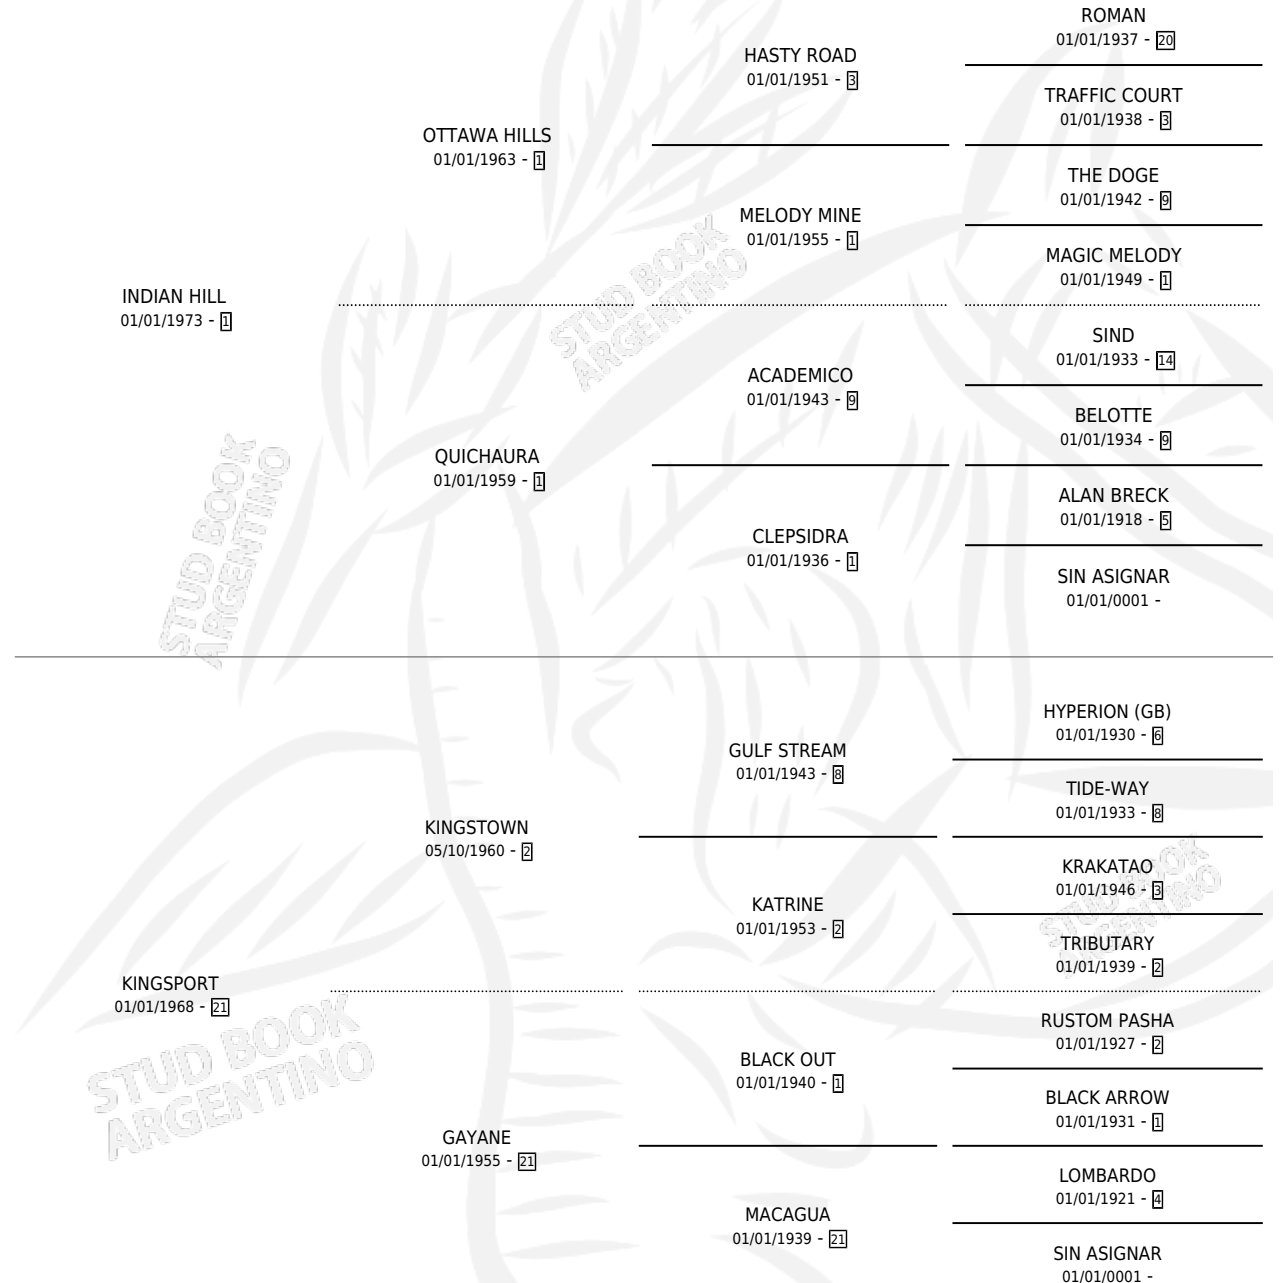 ROMAN
01/01/1937 - 20
HASTY ROAD
01/01/1951 - 3
TRAFFIC COURT
01/01/1938 - 3
OTTAWA HILLS
01/01/1963 - 1
THE DOGE
01/01/1942 - 9
MELODY MINE
01/01/1955 - 1
MAGIC MELODY
01/01/1949 - 1
INDIAN HILL
01/01/1973 - 1
STUD BOOK
ARGENTINO
SIND
01/01/1933 - 14
ACADEMICO
01/01/1943 - 9
BELOTTE
01/01/1934 - 9
QUICHAURA
01/01/1959 - 1
ALAN BRECK
01/01/1918 - 5
CLEPSIDRA
01/01/1936 - 1
SIN ASIGNAR
01/01/0001 -
STUD BOOK
ARGENTINO
HYPERION (GB)
01/01/1930 - 6
GULF STREAM
01/01/1943 - 8
TIDE-WAY
01/01/1933 - 8
KINGSTOWN
05/10/1960 - 2
KRAKATAO
01/01/1946 - 3
KATRINE
01/01/1953 - 2
TRIBUTARY
01/01/1939 - 2
STUD BOOK
ARGENTINO
KINGSPORT
01/01/1968 - 21
RUSTOM PASHA
01/01/1927 - 2
BLACK OUT
01/01/1940 - 1
BLACK ARROW
01/01/1931 - 1
STUD BOOK
ARGENTINO
GAYANE
01/01/1955 - 21
LOMBARDO
01/01/1921 - 4
MACAGUA
01/01/1939 - 21
SIN ASIGNAR
01/01/0001 -